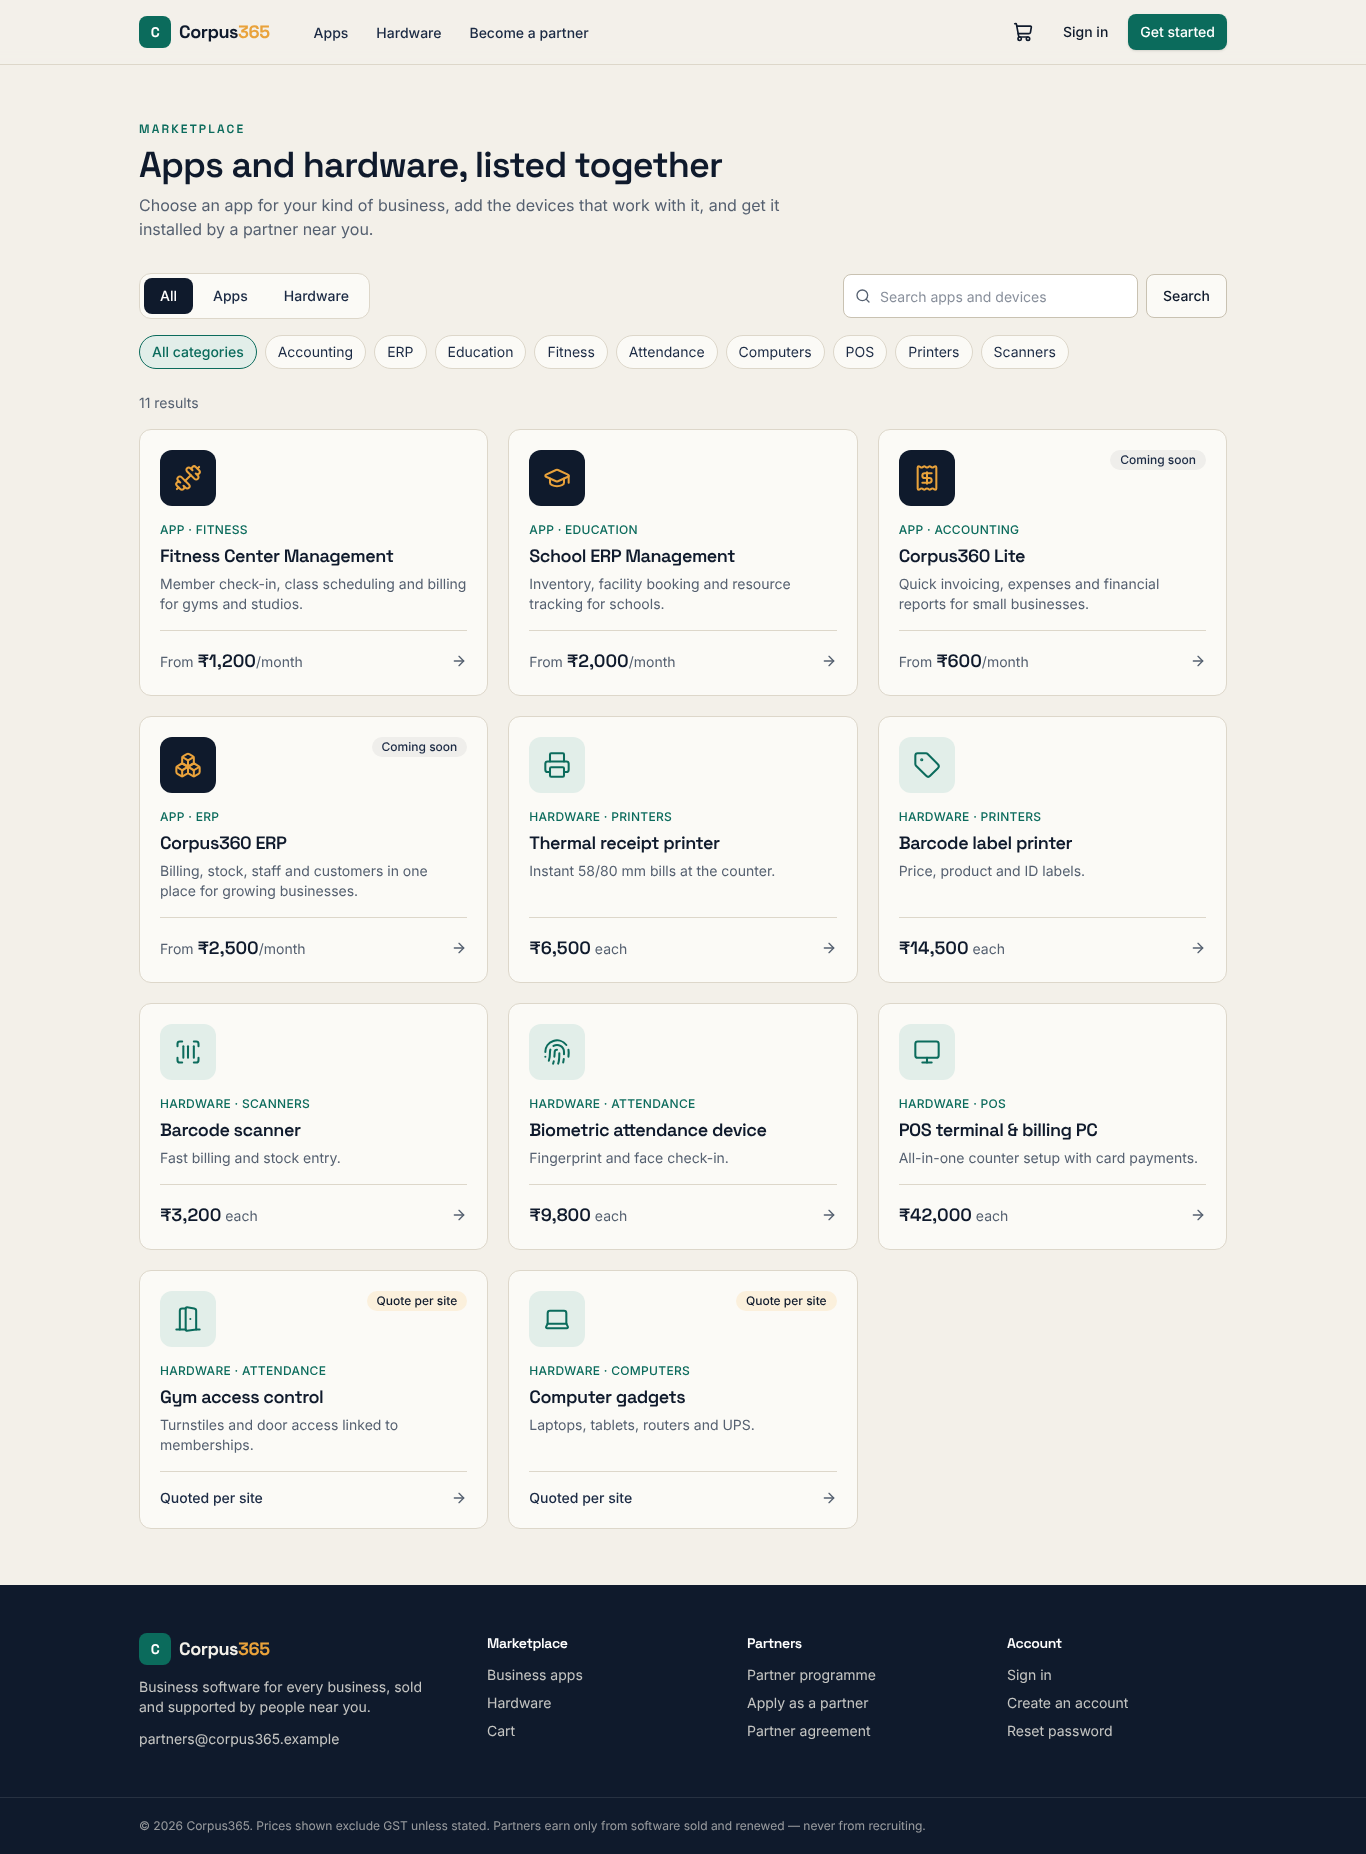 C Corpus365 Apps Hardware Become a partner Sign in Get started
MARKETPLACE
Apps and hardware, listed together
Choose an app for your kind of business, add the devices that work with it, and get it
installed by a partner near you.
All Apps Hardware Search apps and devices Search
All categories Accounting ERP Education Fitness Attendance Computers POS Printers Scanners
11 results
APP · FITNESS
Fitness Center Management
Member check-in, class scheduling and billing
for gyms and studios.
From ₹1,200/month
APP · EDUCATION
School ERP Management
Inventory, facility booking and resource
tracking for schools.
From ₹2,000/month
Coming soon
APP · ACCOUNTING
Corpus360 Lite
Quick invoicing, expenses and financial
reports for small businesses.
From ₹600/month
Coming soon
APP · ERP
Corpus360 ERP
Billing, stock, staff and customers in one
place for growing businesses.
From ₹2,500/month
HARDWARE · PRINTERS
Thermal receipt printer
Instant 58/80 mm bills at the counter.
₹6,500 each
HARDWARE · PRINTERS
Barcode label printer
Price, product and ID labels.
₹14,500 each
HARDWARE · SCANNERS
Barcode scanner
Fast billing and stock entry.
₹3,200 each
HARDWARE · ATTENDANCE
Biometric attendance device
Fingerprint and face check-in.
₹9,800 each
HARDWARE · POS
POS terminal & billing PC
All-in-one counter setup with card payments.
₹42,000 each
Quote per site
HARDWARE · ATTENDANCE
Gym access control
Turnstiles and door access linked to
memberships.
Quoted per site
Quote per site
HARDWARE · COMPUTERS
Computer gadgets
Laptops, tablets, routers and UPS.
Quoted per site
C Corpus365
Business software for every business, sold
and supported by people near you.
partners@corpus365.example
Marketplace
Business apps
Hardware
Cart
Partners
Partner programme
Apply as a partner
Partner agreement
Account
Sign in
Create an account
Reset password
© 2026 Corpus365. Prices shown exclude GST unless stated. Partners earn only from software sold and renewed — never from recruiting.